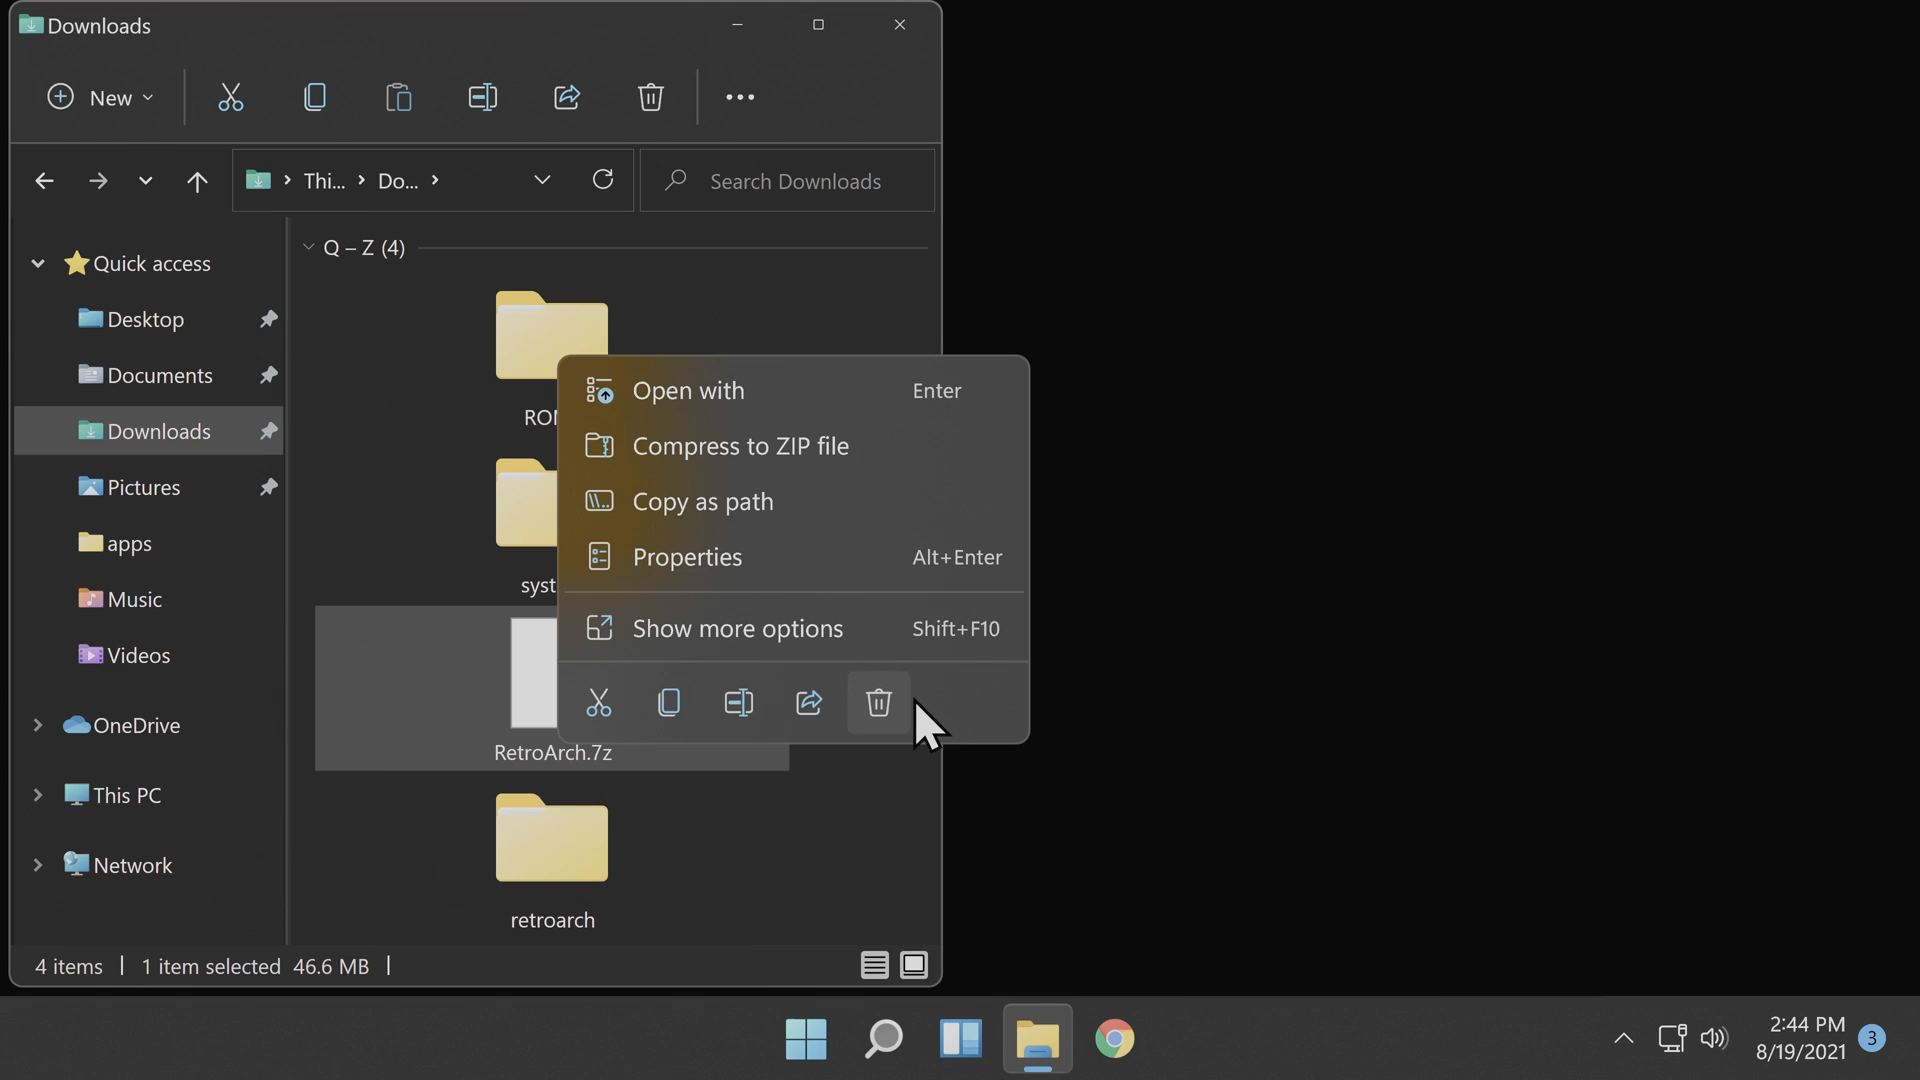 Downloads
New
Thi... Do...
Search Downloads
Quick access
Desktop
Documents
Downloads
Pictures
apps
Music
Videos
OneDrive
This PC
Network
Q – Z (4)
syst
RetroArch.7z
retroarch
Open with Enter
Compress to ZIP file
Copy as path
Properties Alt+Enter
Show more options Shift+F10
4 items 1 item selected 46.6 MB
2:44 PM
8/19/2021
3